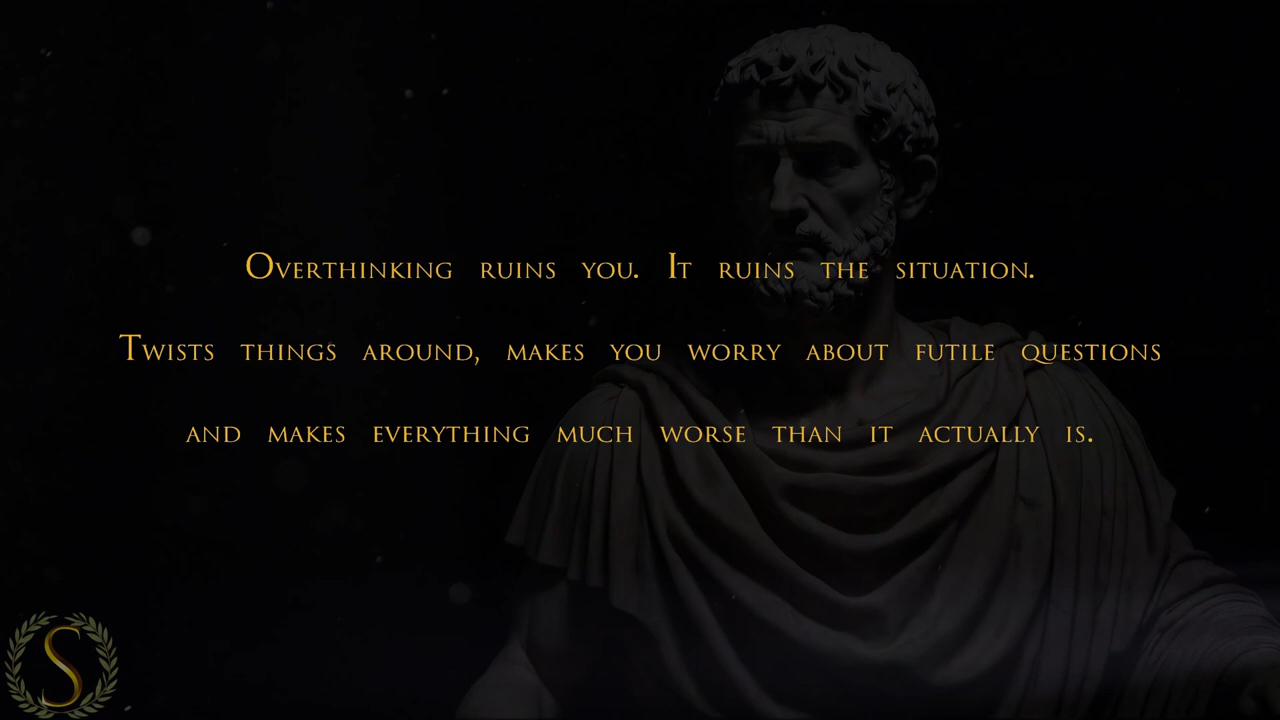 Overthinking ruins you. It ruins the situation.
Twists things around, makes you worry about futile questions
and makes everything much worse than it actually is.
S